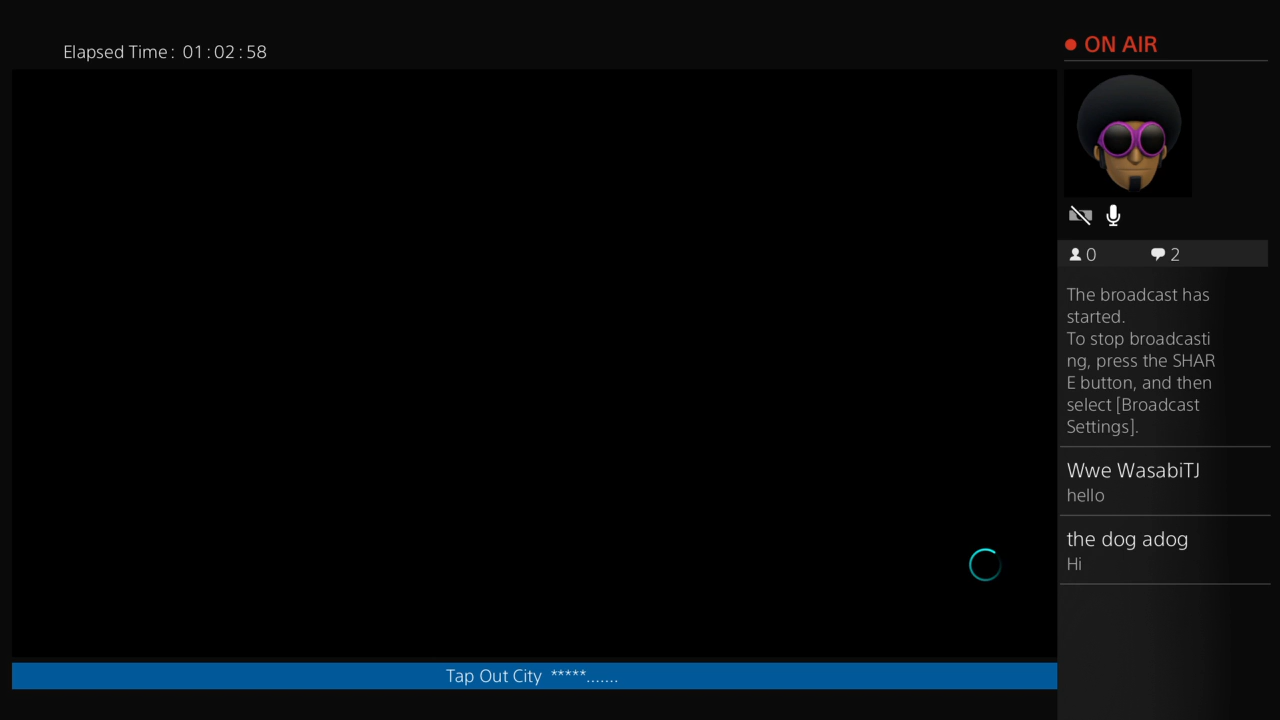 Elapsed Time: 01:02:58
ON AIR
0 2
The broadcast has
started.
To stop broadcasti
ng, press the SHAR
E button, and then
select [Broadcast
Settings].
Wwe WasabiTJ
hello
the dog adog
Hi
Tap Out City *****.......